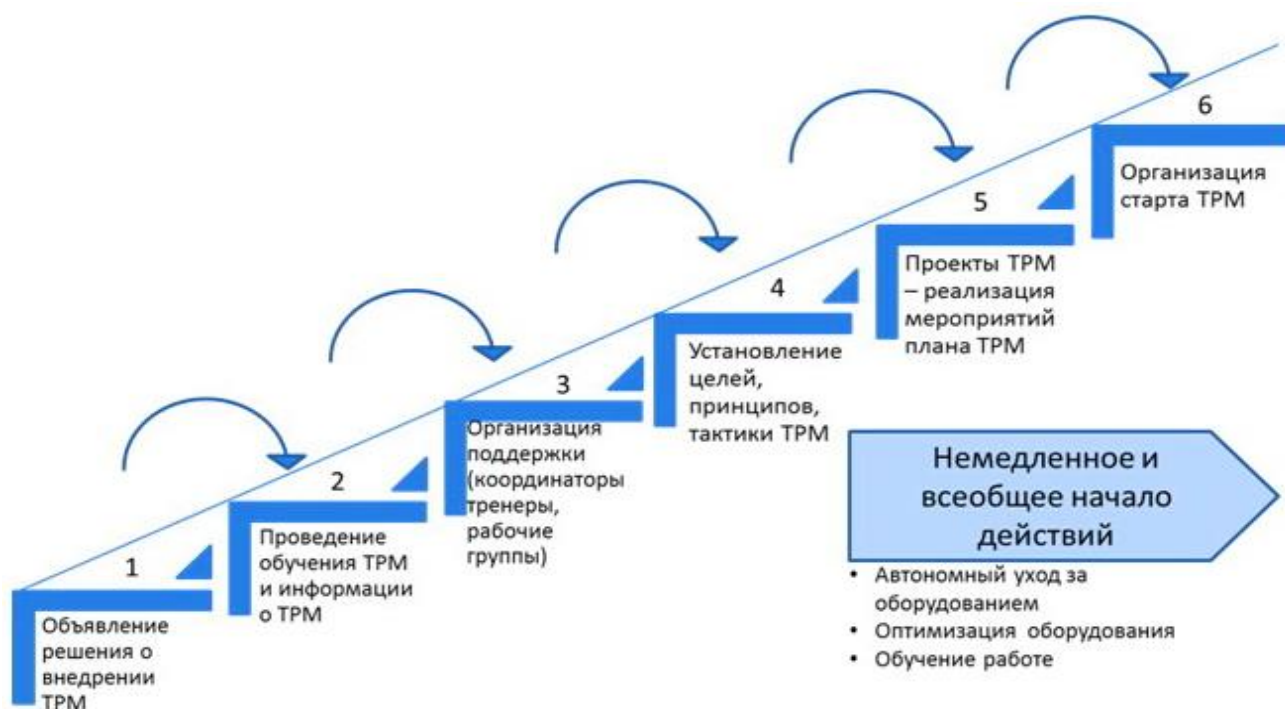 1
Объявление
решения о
внедрении
ТРМ
2
Проведение
обучения ТРМ
и информации
о ТРМ
3
Организация
поддержки
(координаторы
тренеры,
рабочие
группы)
4
Установление
целей,
принципов,
тактики ТРМ
5
Проекты ТРМ
– реализация
мероприятий
плана ТРМ
6
Организация
старта ТРМ
Немедленное и
всеобщее начало
действий
• Автономный уход за
оборудованием
• Оптимизация оборудования
• Обучение работе